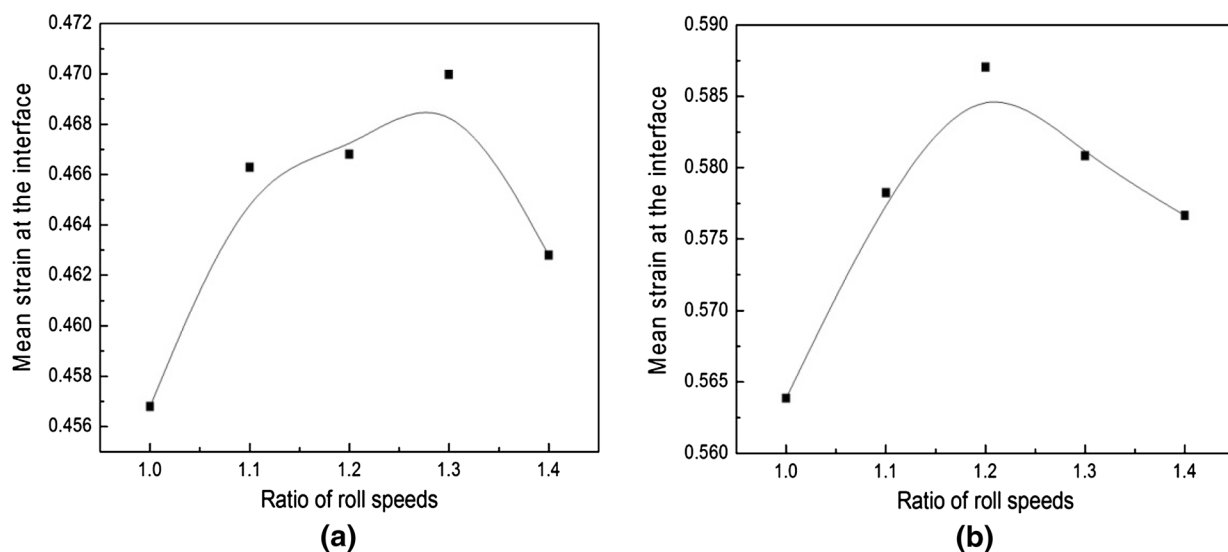 0.472
0.470
0.468
0.466
0.464
0.462
0.460
0.458
0.456
Mean strain at the interface
1.0 1.1 1.2 1.3 1.4
Ratio of roll speeds
(a)
0.590
0.585
0.580
0.575
0.570
0.565
0.560
Mean strain at the interface
1.0 1.1 1.2 1.3 1.4
Ratio of roll speeds
(b)